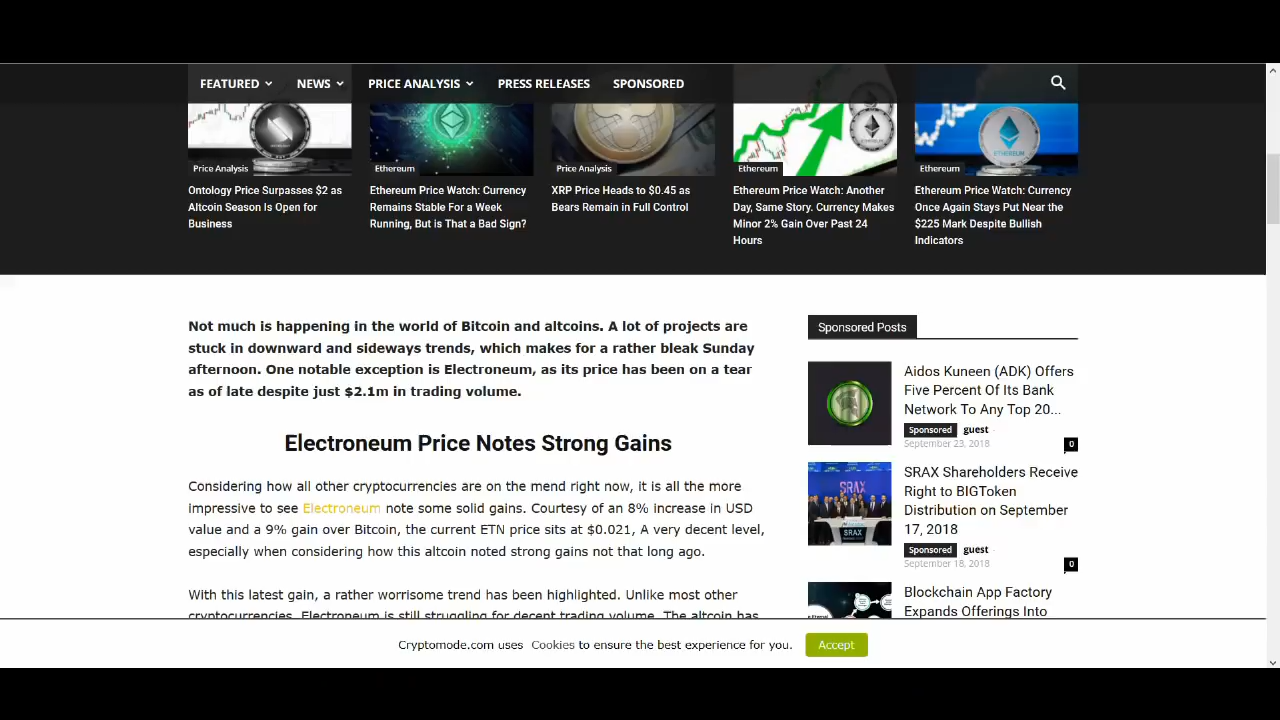 FEATURED NEWS PRICE ANALYSIS PRESS RELEASES SPONSORED
Price Analysis
Ontology Price Surpasses $2 as
Altcoin Season Is Open for
Business
Ethereum
Ethereum Price Watch: Currency
Remains Stable For a Week
Running, But is That a Bad Sign?
Price Analysis
XRP Price Heads to $0.45 as
Bears Remain in Full Control
Ethereum
Ethereum Price Watch: Another
Day, Same Story. Currency Makes
Minor 2% Gain Over Past 24
Hours
Ethereum
Ethereum Price Watch: Currency
Once Again Stays Put Near the
$225 Mark Despite Bullish
Indicators
Not much is happening in the world of Bitcoin and altcoins. A lot of projects are
stuck in downward and sideways trends, which makes for a rather bleak Sunday
afternoon. One notable exception is Electroneum, as its price has been on a tear
as of late despite just $2.1m in trading volume.
Electroneum Price Notes Strong Gains
Considering how all other cryptocurrencies are on the mend right now, it is all the more
impressive to see Electroneum note some solid gains. Courtesy of an 8% increase in USD
value and a 9% gain over Bitcoin, the current ETN price sits at $0.021, A very decent level,
especially when considering how this altcoin noted strong gains not that long ago.
With this latest gain, a rather worrisome trend has been highlighted. Unlike most other
cryptocurrencies, Electroneum is still struggling for decent trading volume. The altcoin has
Sponsored Posts
Aidos Kuneen (ADK) Offers
Five Percent Of Its Bank
Network To Any Top 20...
Sponsored guest -
September 23, 2018 0
SRAX
SRAX
SRAX Shareholders Receive
Right to BIGToken
Distribution on September
17, 2018
Sponsored guest -
September 18, 2018 0
Blockchain App Factory
Expands Offerings Into
Cryptomode.com uses Cookies to ensure the best experience for you. Accept